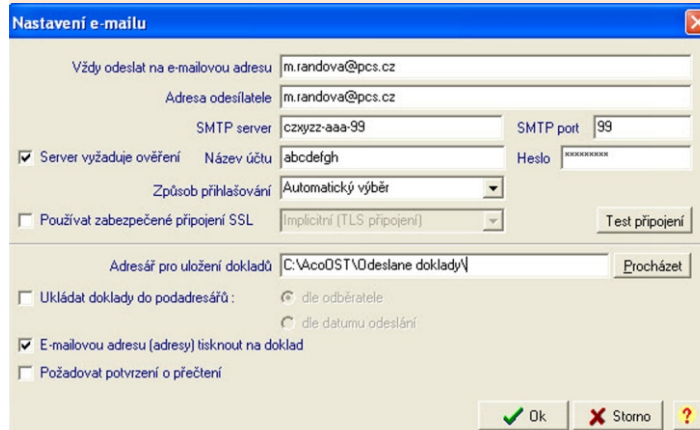 Nastavení e-mailu
Vždy odeslat na e-mailovou adresu m.randova@pcs.cz
Adresa odesílatele m.randova@pcs.cz
SMTP server czxyzz-aaa-99 SMTP port 99
Server vyžaduje ověření Název účtu abcdefgh Heslo *********
Způsob přihlašování Automatický výběr
Používat zabezpečené připojení SSL Implicitní (TLS připojení) Test připojení
Adresář pro uložení dokladů C:\AcoOST\Odeslane doklady\ Procházet
Ukládat doklady do podadresářů : dle odběratele
dle datumu odeslání
E-mailovou adresu (adresy) tisknout na doklad
Požadovat potvrzení o přečtení
Ok Storno ?